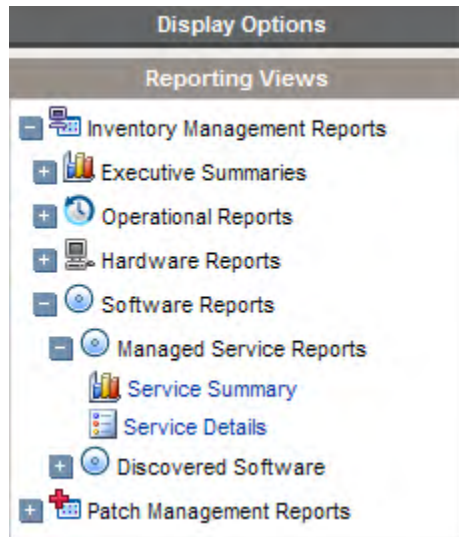 Display Options
Reporting Views
Inventory Management Reports
Executive Summaries
Operational Reports
Hardware Reports
Software Reports
Managed Service Reports
Service Summary
Service Details
Discovered Software
Patch Management Reports